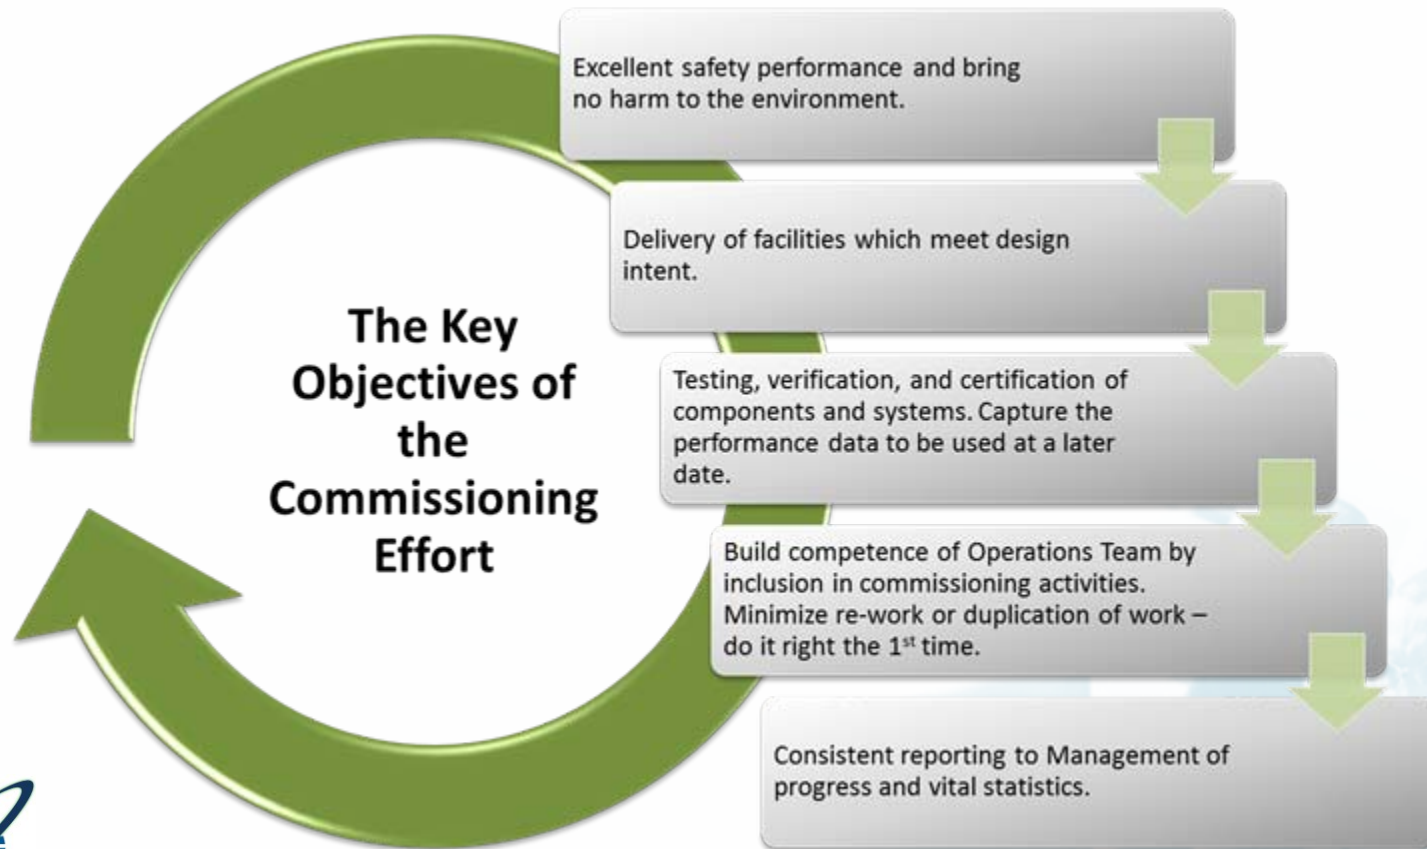 Excellent safety performance and bring
no harm to the environment.
Delivery of facilities which meet design
intent.
The Key
Objectives of
the
Commissioning
Effort
Testing, verification, and certification of
components and systems. Capture the
performance data to be used at a later
date.
Build competence of Operations Team by
inclusion in commissioning activities.
Minimize re-work or duplication of work –
do it right the 1st time.
Consistent reporting to Management of
progress and vital statistics.